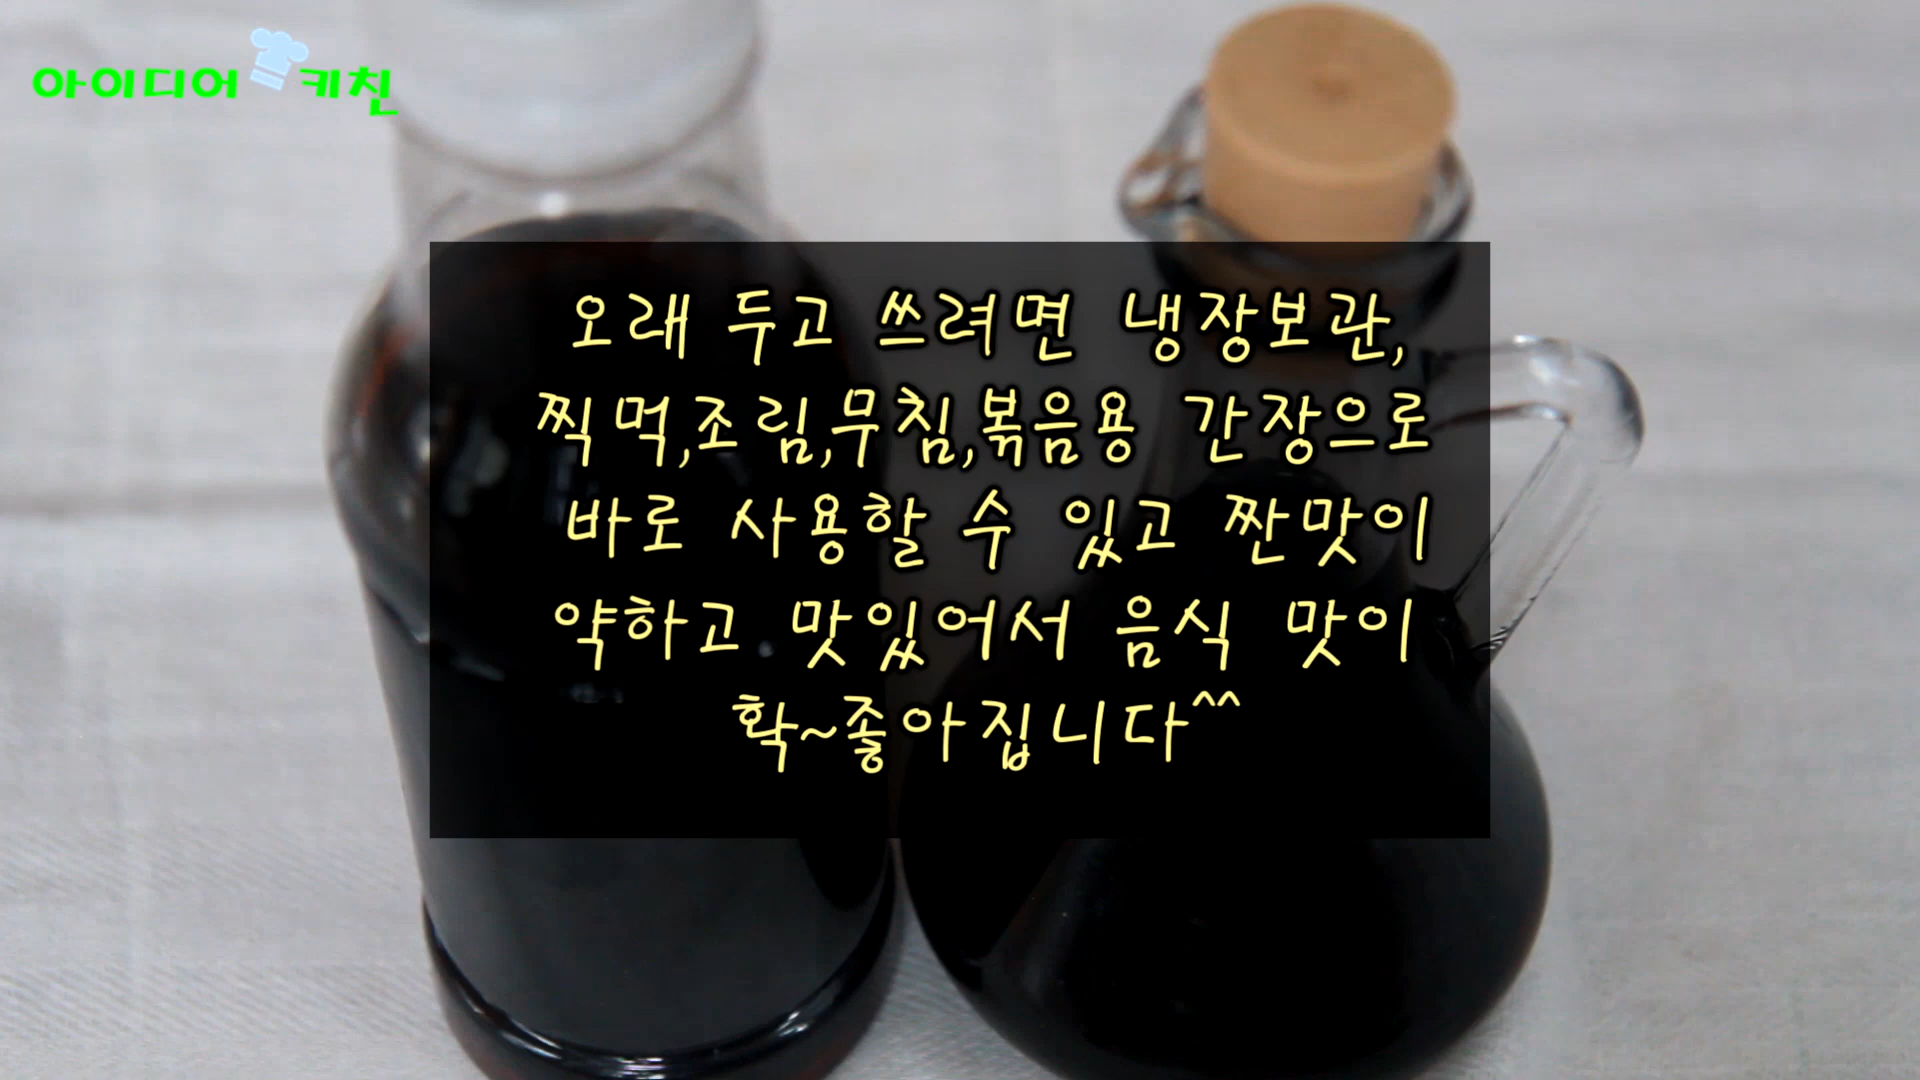 아이디어 키친
오래 두고 쓰려면 냉장보관,
찍먹,조림,무침,볶음용 간장으로
바로 사용할 수 있고 짠맛이
약하고 맛있어서 음식 맛이
확~좋아집니다^^